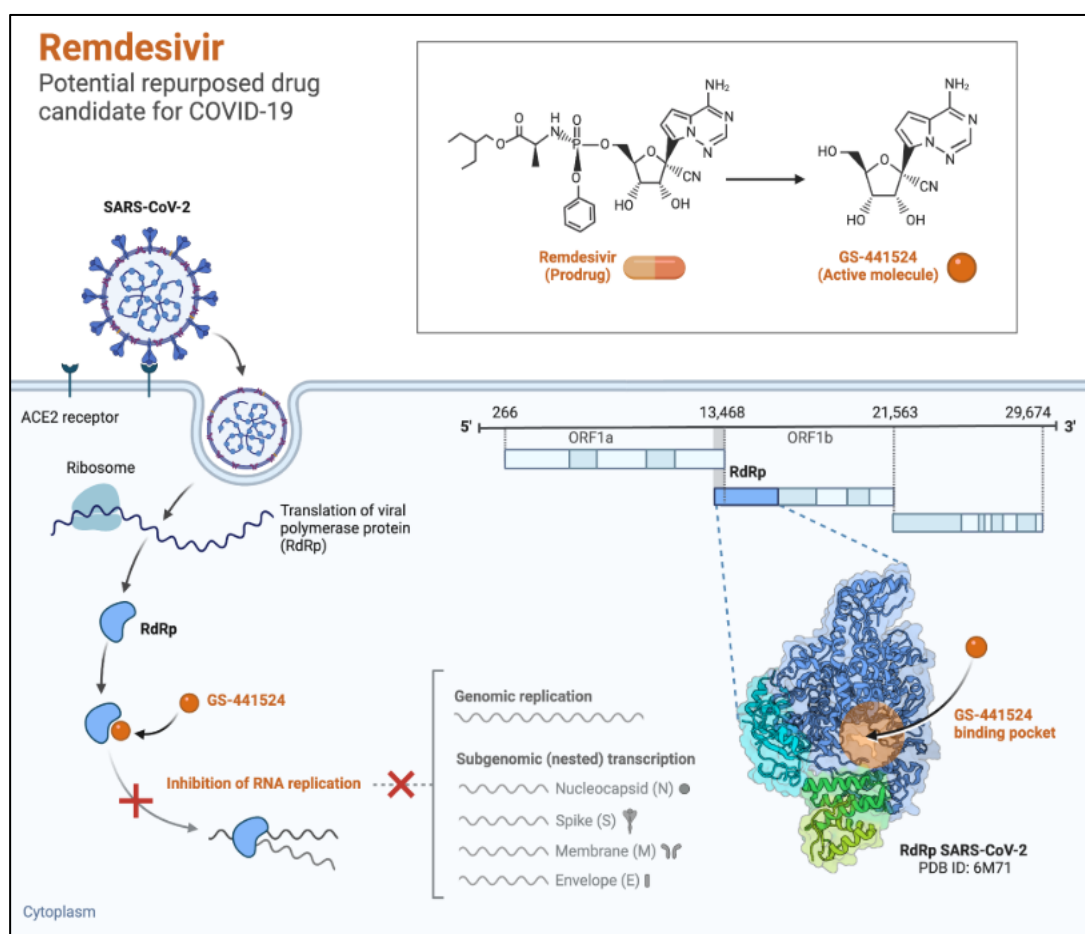 Remdesivir
Potential repurposed drug
candidate for COVID-19
NH₂
N
N
N
O
O
H
N
O
P
O
O
O
CN
HO
OH
Remdesivir
(Prodrug)
NH₂
N
N
N
HO
O
CN
HO
OH
GS-441524
(Active molecule)
SARS-CoV-2
ACE2 receptor
Ribosome
Translation of viral
polymerase protein
(RdRp)
RdRp
GS-441524
Inhibition of RNA replication
Cytoplasm
266
13,468
21,563
29,674
5'
3'
ORF1a
ORF1b
RdRp
Genomic replication
Subgenomic (nested) transcription
Nucleocapsid (N)
Spike (S)
Membrane (M)
Envelope (E)
GS-441524
binding pocket
RdRp SARS-CoV-2
PDB ID: 6M71